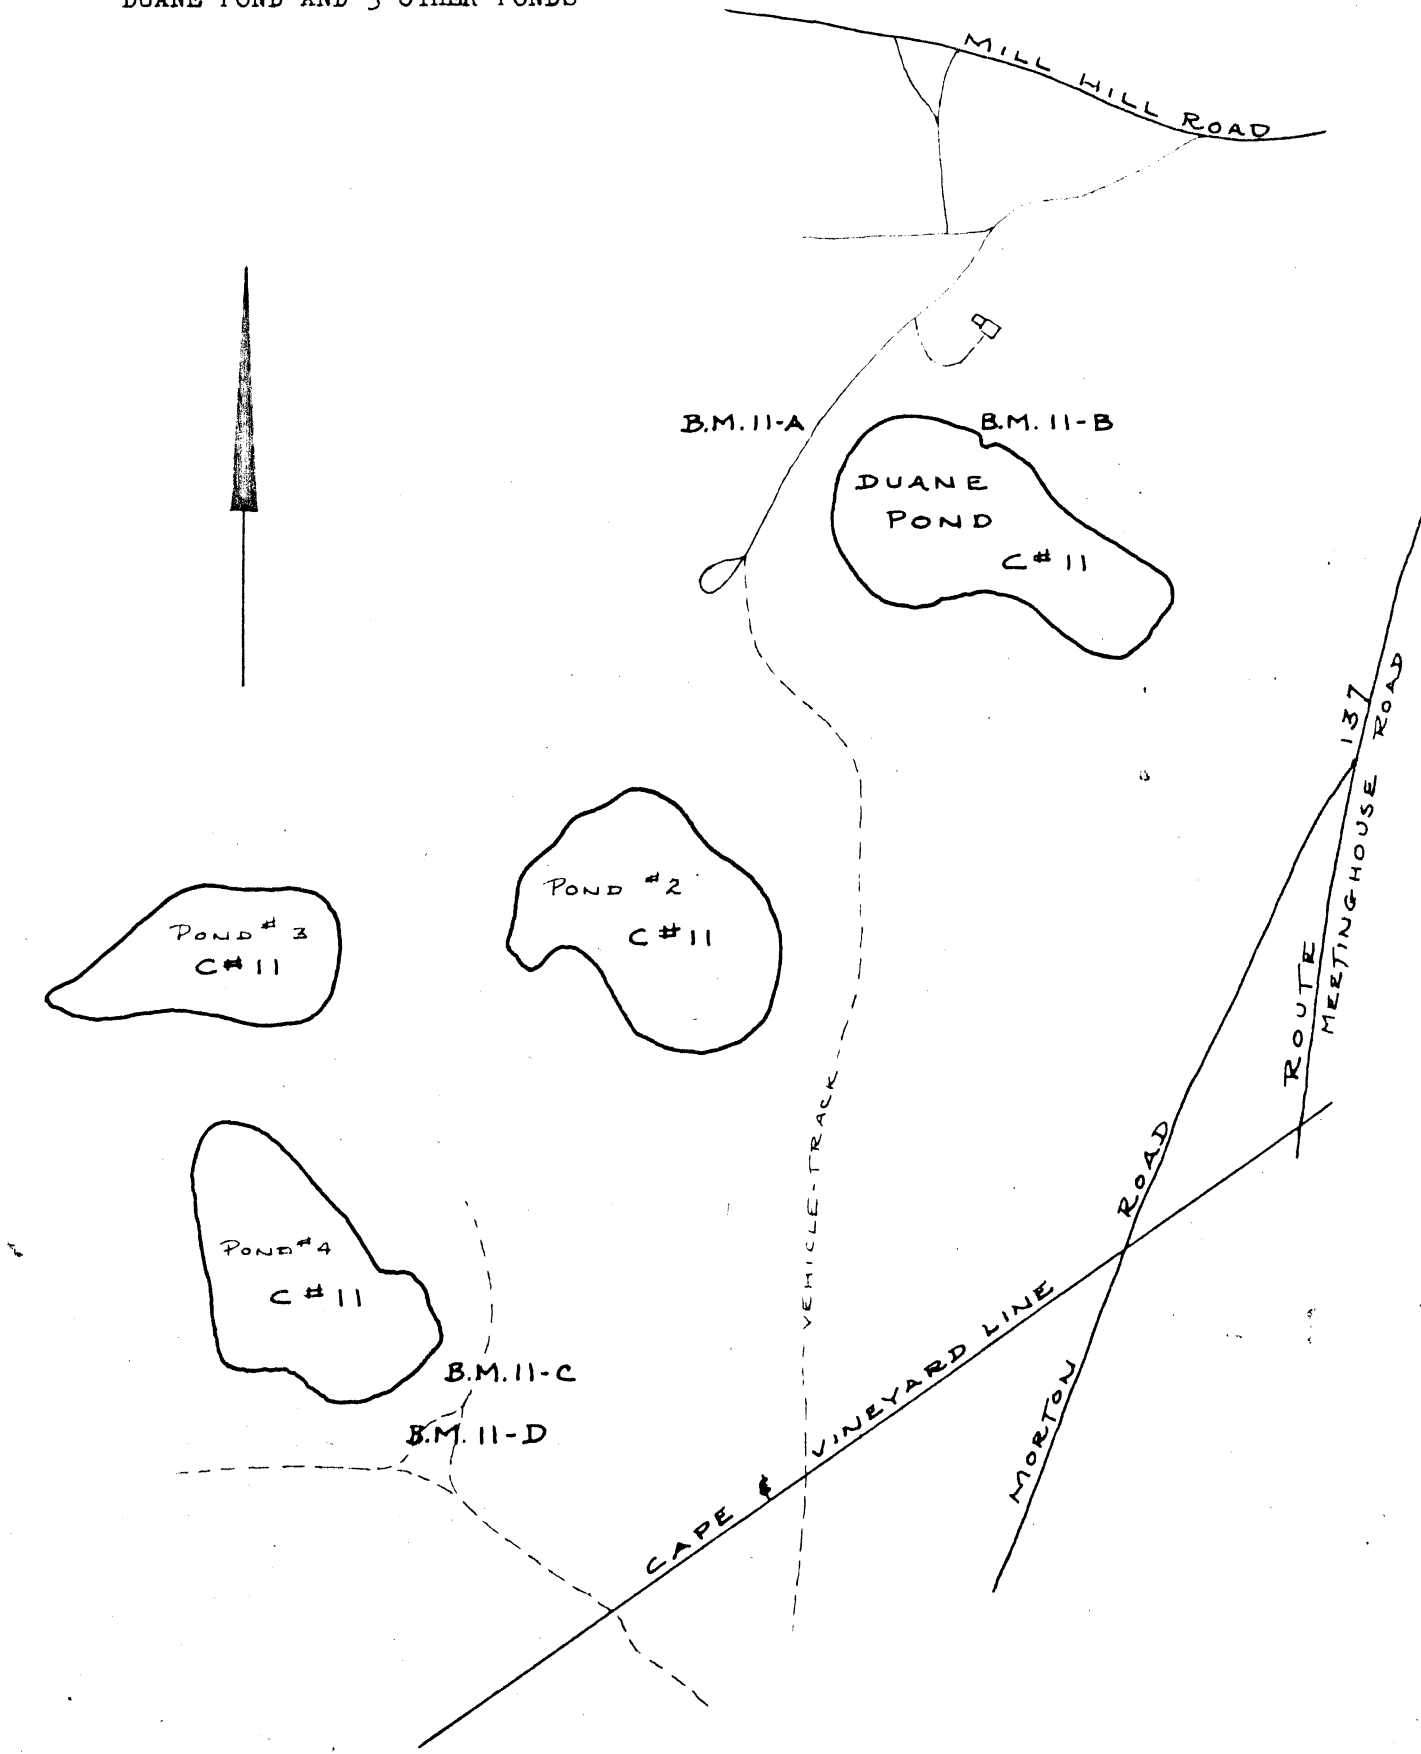 DUANE POND AND 3 OTHER PONDS
MILL HILL ROAD
B.M. 11-A
B.M. 11-B
DUANE
POND
C# 11
ROUTE 137
MEETINGHOUSE ROAD
POND #2
C #11
POND # 3
C# 11
VEHICLE-TRACK
MORTON ROAD
POND #4
C # 11
B.M. 11-C
B.M. 11-D
CAPE & VINEYARD LINE